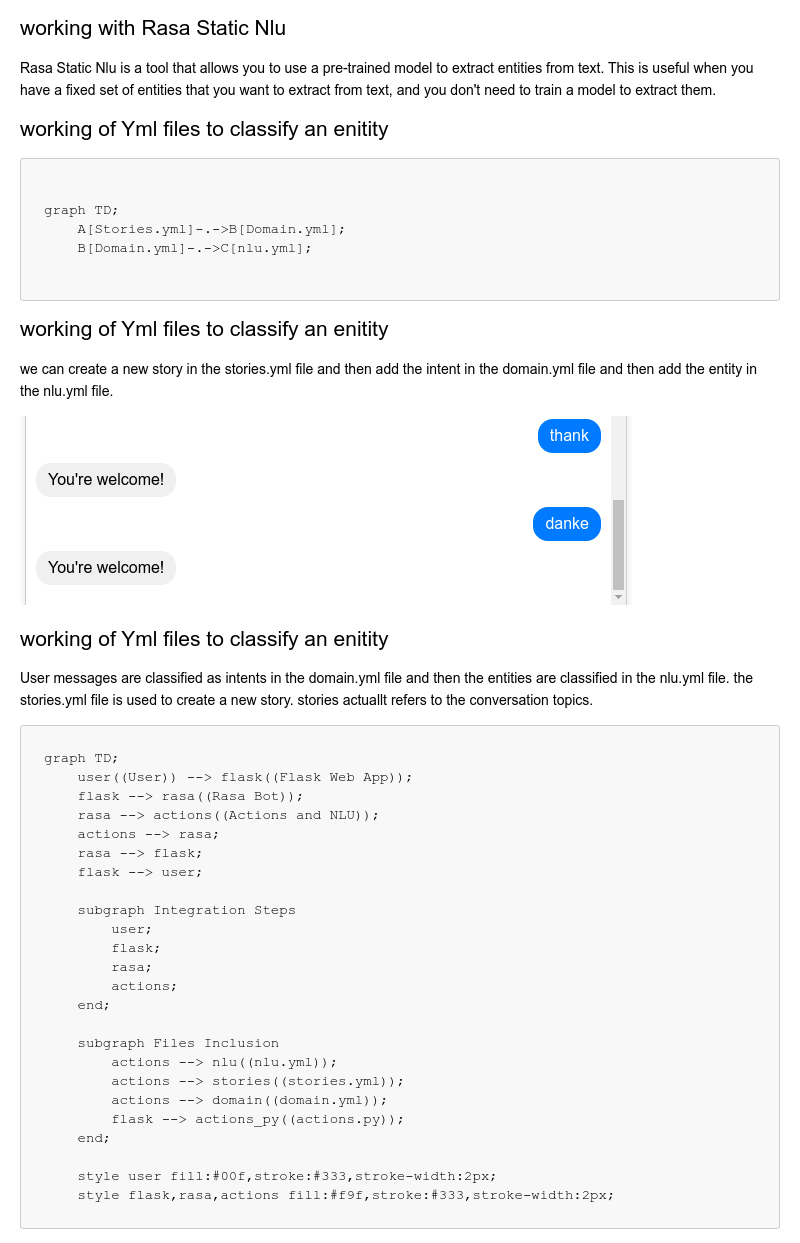 working with Rasa Static Nlu
Rasa Static Nlu is a tool that allows you to use a pre-trained model to extract entities from text. This is useful when you
have a fixed set of entities that you want to extract from text, and you don't need to train a model to extract them.
working of Yml files to classify an enitity
graph TD;
    A[Stories.yml]-.->B[Domain.yml];
    B[Domain.yml]-.->C[nlu.yml];
working of Yml files to classify an enitity
we can create a new story in the stories.yml file and then add the intent in the domain.yml file and then add the entity in
the nlu.yml file.
thank
You're welcome!
danke
You're welcome!
working of Yml files to classify an enitity
User messages are classified as intents in the domain.yml file and then the entities are classified in the nlu.yml file. the
stories.yml file is used to create a new story. stories actuallt refers to the conversation topics.
graph TD;
    user((User)) --> flask((Flask Web App));
    flask --> rasa((Rasa Bot));
    rasa --> actions((Actions and NLU));
    actions --> rasa;
    rasa --> flask;
    flask --> user;
    subgraph Integration Steps
        user;
        flask;
        rasa;
        actions;
    end;
    subgraph Files Inclusion
        actions --> nlu((nlu.yml));
        actions --> stories((stories.yml));
        actions --> domain((domain.yml));
        flask --> actions_py((actions.py));
    end;
    style user fill:#00f,stroke:#333,stroke-width:2px;
    style flask,rasa,actions fill:#f9f,stroke:#333,stroke-width:2px;